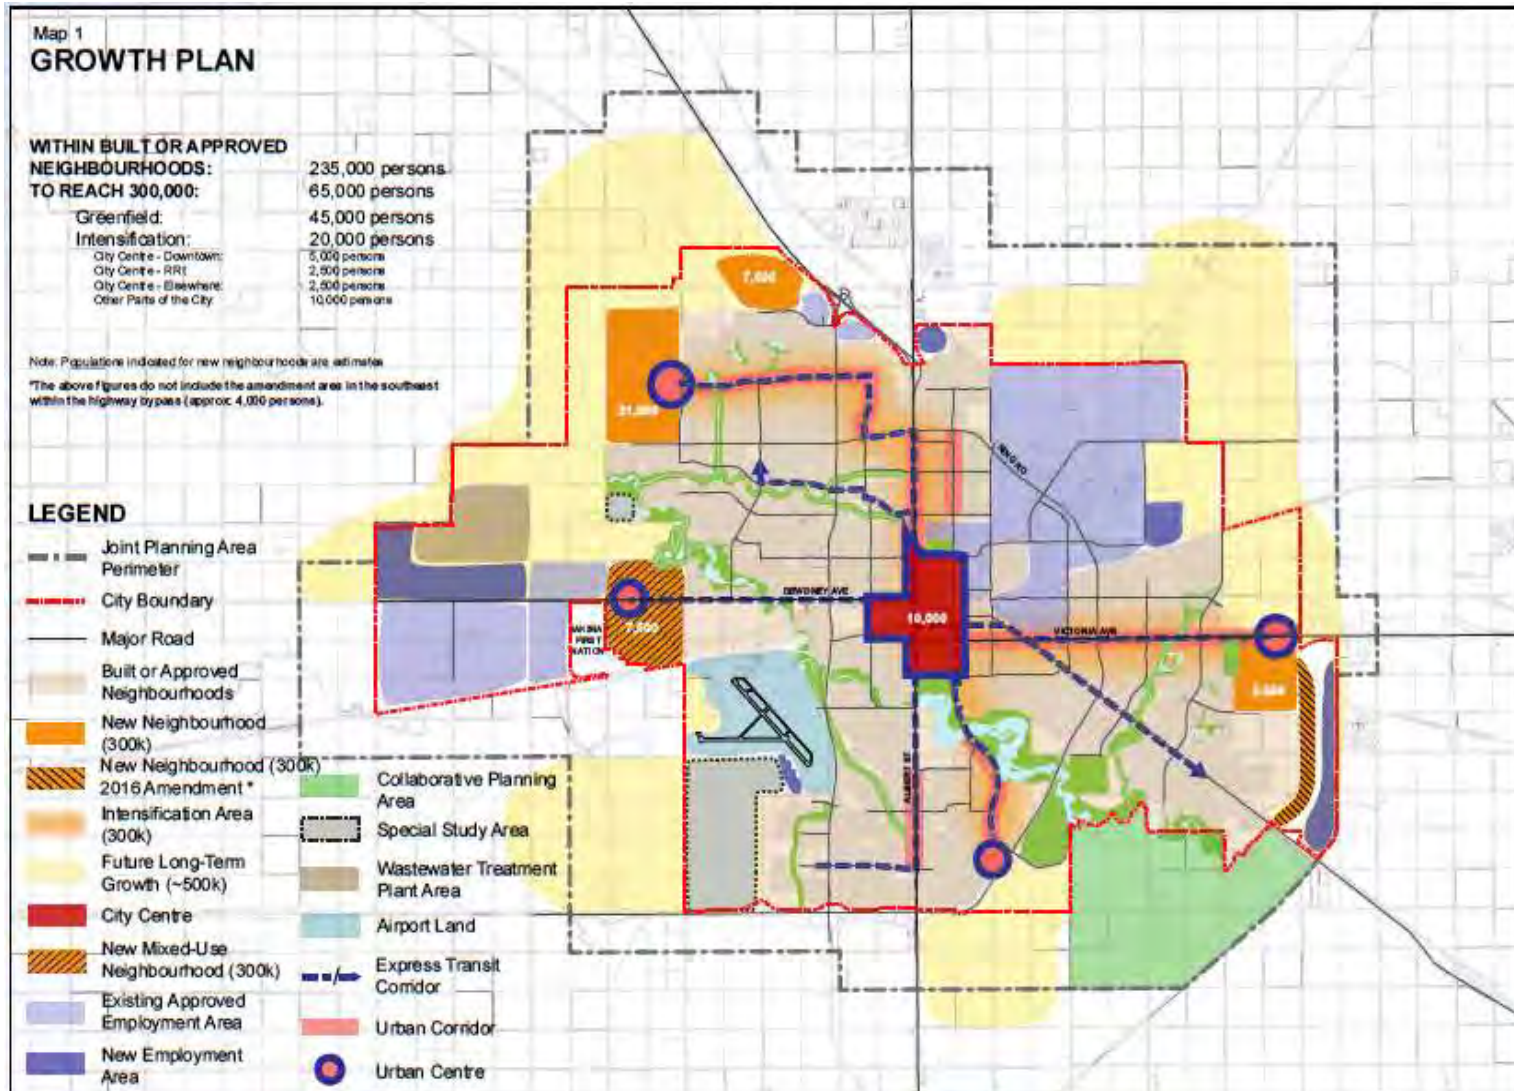 Map 1
GROWTH PLAN
WITHIN BUILT OR APPROVED
NEIGHBOURHOODS: 235,000 persons
TO REACH 300,000: 65,000 persons
Greenfield: 45,000 persons
Intensification: 20,000 persons
City Centre - Downtown: 5,000 persons
City Centre - RRI: 2,500 persons
City Centre - Elsewhere: 2,500 persons
Other Parts of the City: 10,000 persons
Note: Populations indicated for new neighbourhoods are estimates
*The above figures do not include the amendment area in the southeast
within the highway bypass (approx. 4,000 persons).
7,500
RING RD
DEWDNEY AVE
10,000
7,500
FIRST
NATION
VICTORIA AVE
ALBERT ST
LEGEND
Joint Planning Area
Perimeter
City Boundary
Major Road
Built or Approved
Neighbourhoods
New Neighbourhood
(300k)
New Neighbourhood (300k)
2016 Amendment *
Intensification Area
(300k)
Future Long-Term
Growth (~500k)
City Centre
New Mixed-Use
Neighbourhood (300k)
Existing Approved
Employment Area
New Employment
Area
Collaborative Planning
Area
Special Study Area
Wastewater Treatment
Plant Area
Airport Land
Express Transit
Corridor
Urban Corridor
Urban Centre